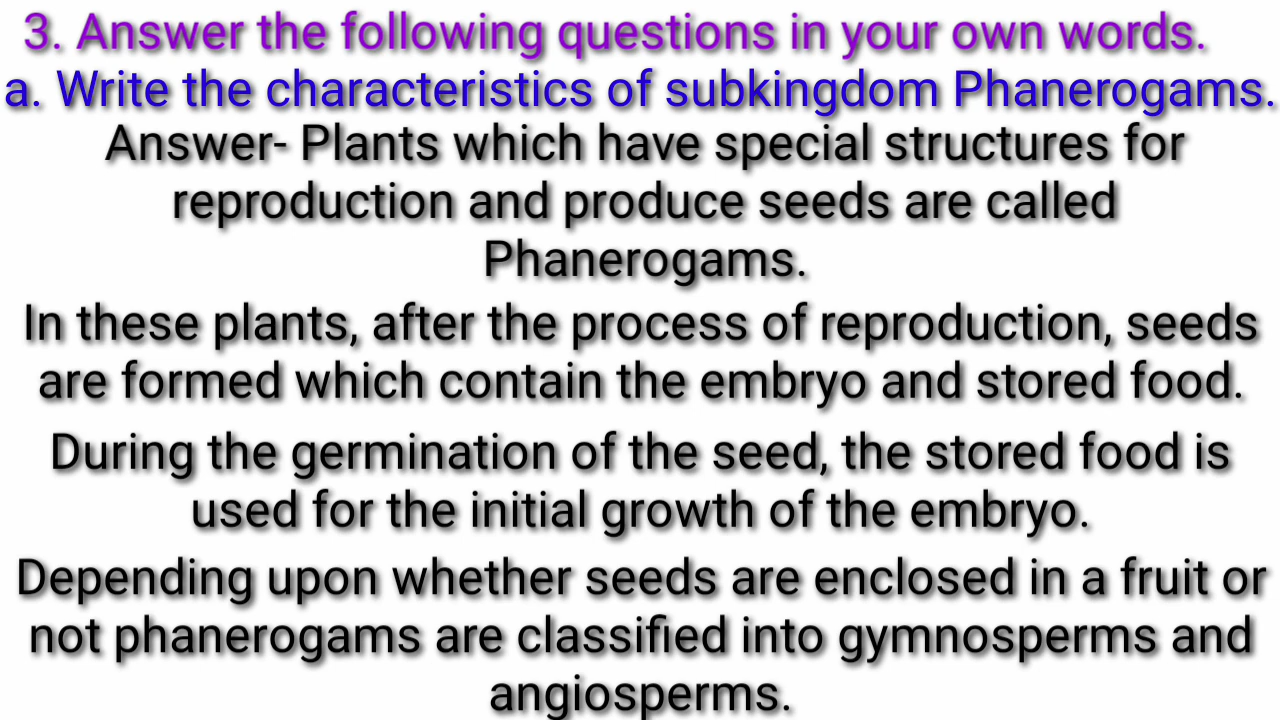 3. Answer the following questions in your own words.
a. Write the characteristics of subkingdom Phanerogams.
Answer- Plants which have special structures for
reproduction and produce seeds are called
Phanerogams.
In these plants, after the process of reproduction, seeds
are formed which contain the embryo and stored food.
During the germination of the seed, the stored food is
used for the initial growth of the embryo.
Depending upon whether seeds are enclosed in a fruit or
not phanerogams are classified into gymnosperms and
angiosperms.